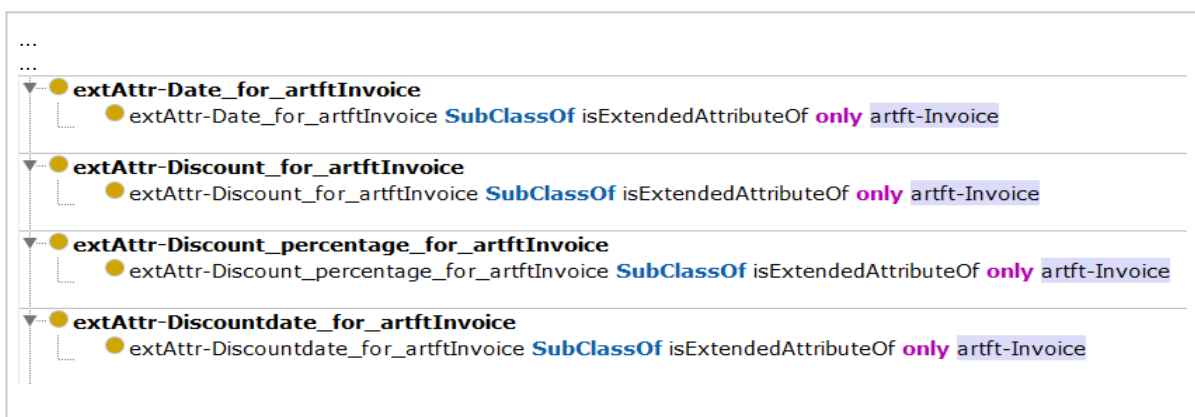 ...
...
extAttr-Date_for_artftInvoice
extAttr-Date_for_artftInvoice SubClassOf isExtendedAttributeOf only artft-Invoice
extAttr-Discount_for_artftInvoice
extAttr-Discount_for_artftInvoice SubClassOf isExtendedAttributeOf only artft-Invoice
extAttr-Discount_percentage_for_artftInvoice
extAttr-Discount_percentage_for_artftInvoice SubClassOf isExtendedAttributeOf only artft-Invoice
extAttr-Discountdate_for_artftInvoice
extAttr-Discountdate_for_artftInvoice SubClassOf isExtendedAttributeOf only artft-Invoice